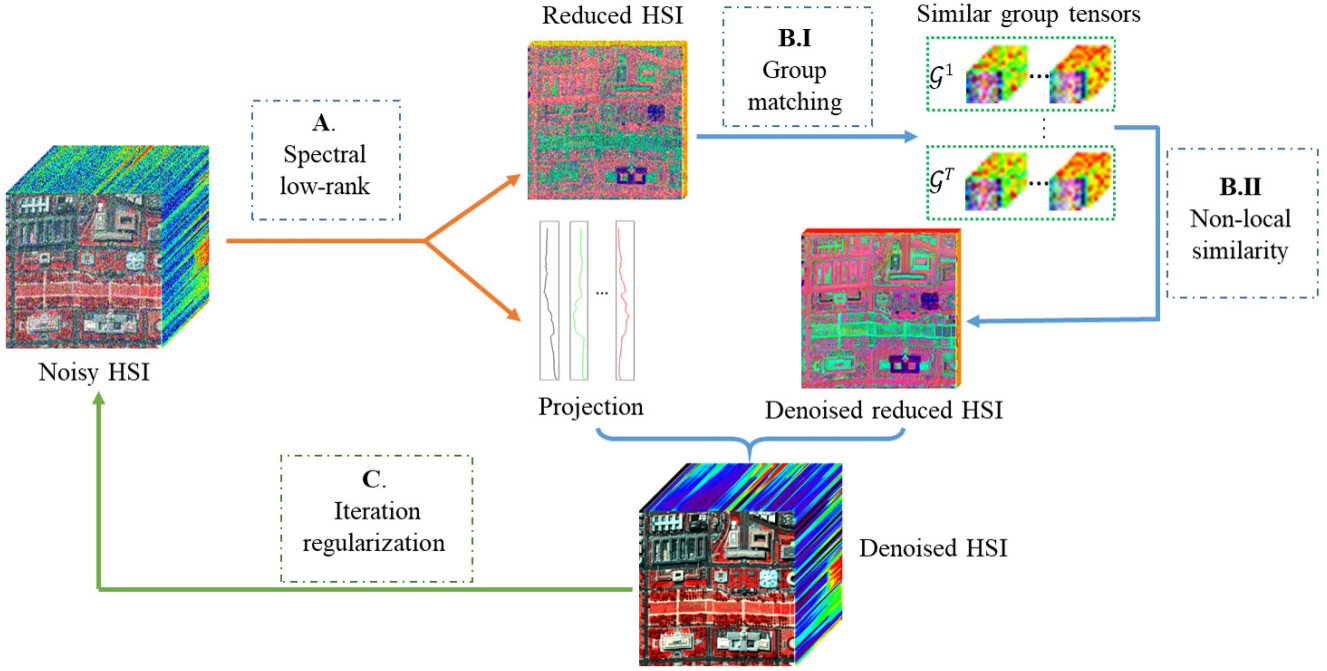 Reduced HSI
Similar group tensors
B.I
Group
matching
𝒢¹
...
A.
Spectral
low-rank
𝒢ᵀ
...
B.II
Non-local
similarity
...
Noisy HSI
Projection
Denoised reduced HSI
C.
Iteration
regularization
Denoised HSI